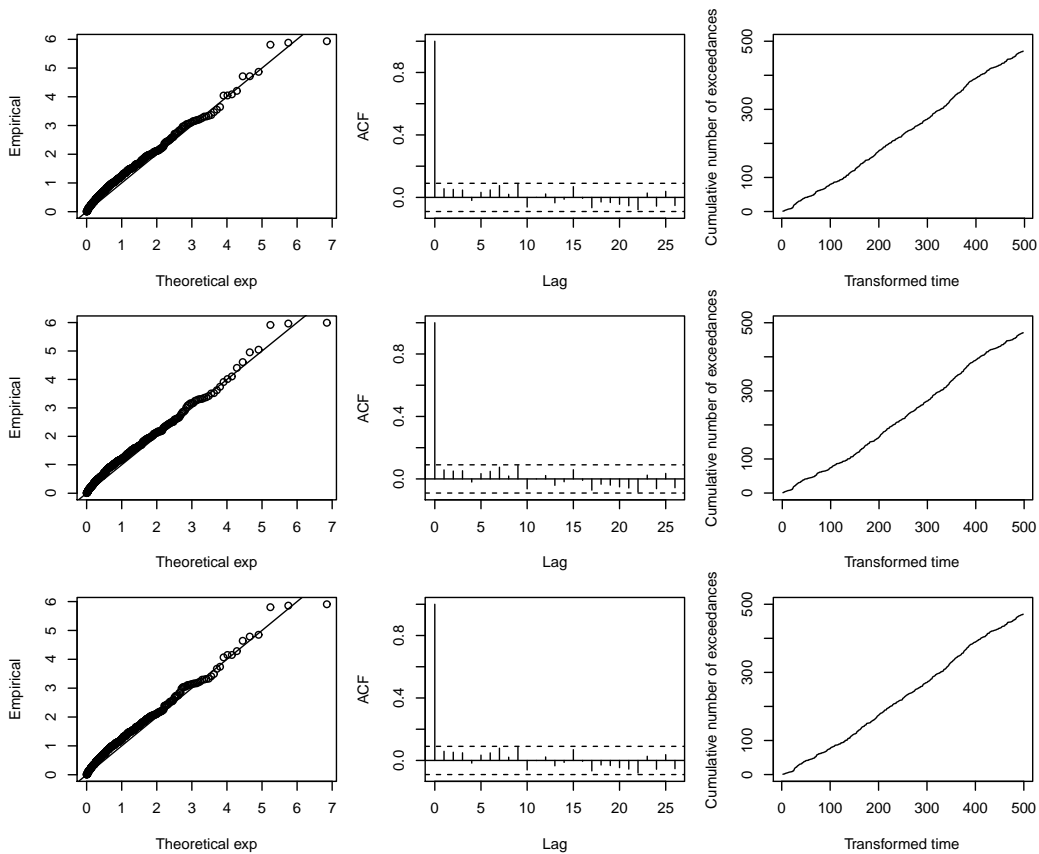 Empirical
0 1 2 3 4 5 6
0 1 2 3 4 5 6 7
Theoretical exp
ACF
0.0 0.4 0.8
0 5 10 15 20 25
Lag
Cumulative number of exceedances
0 100 300 500
0 100 200 300 400 500
Transformed time
Empirical
0 1 2 3 4 5 6
0 1 2 3 4 5 6 7
Theoretical exp
ACF
0.0 0.4 0.8
0 5 10 15 20 25
Lag
Cumulative number of exceedances
0 100 300 500
0 100 200 300 400 500
Transformed time
Empirical
0 1 2 3 4 5 6
0 1 2 3 4 5 6 7
Theoretical exp
ACF
0.0 0.4 0.8
0 5 10 15 20 25
Lag
Cumulative number of exceedances
0 100 300 500
0 100 200 300 400 500
Transformed time